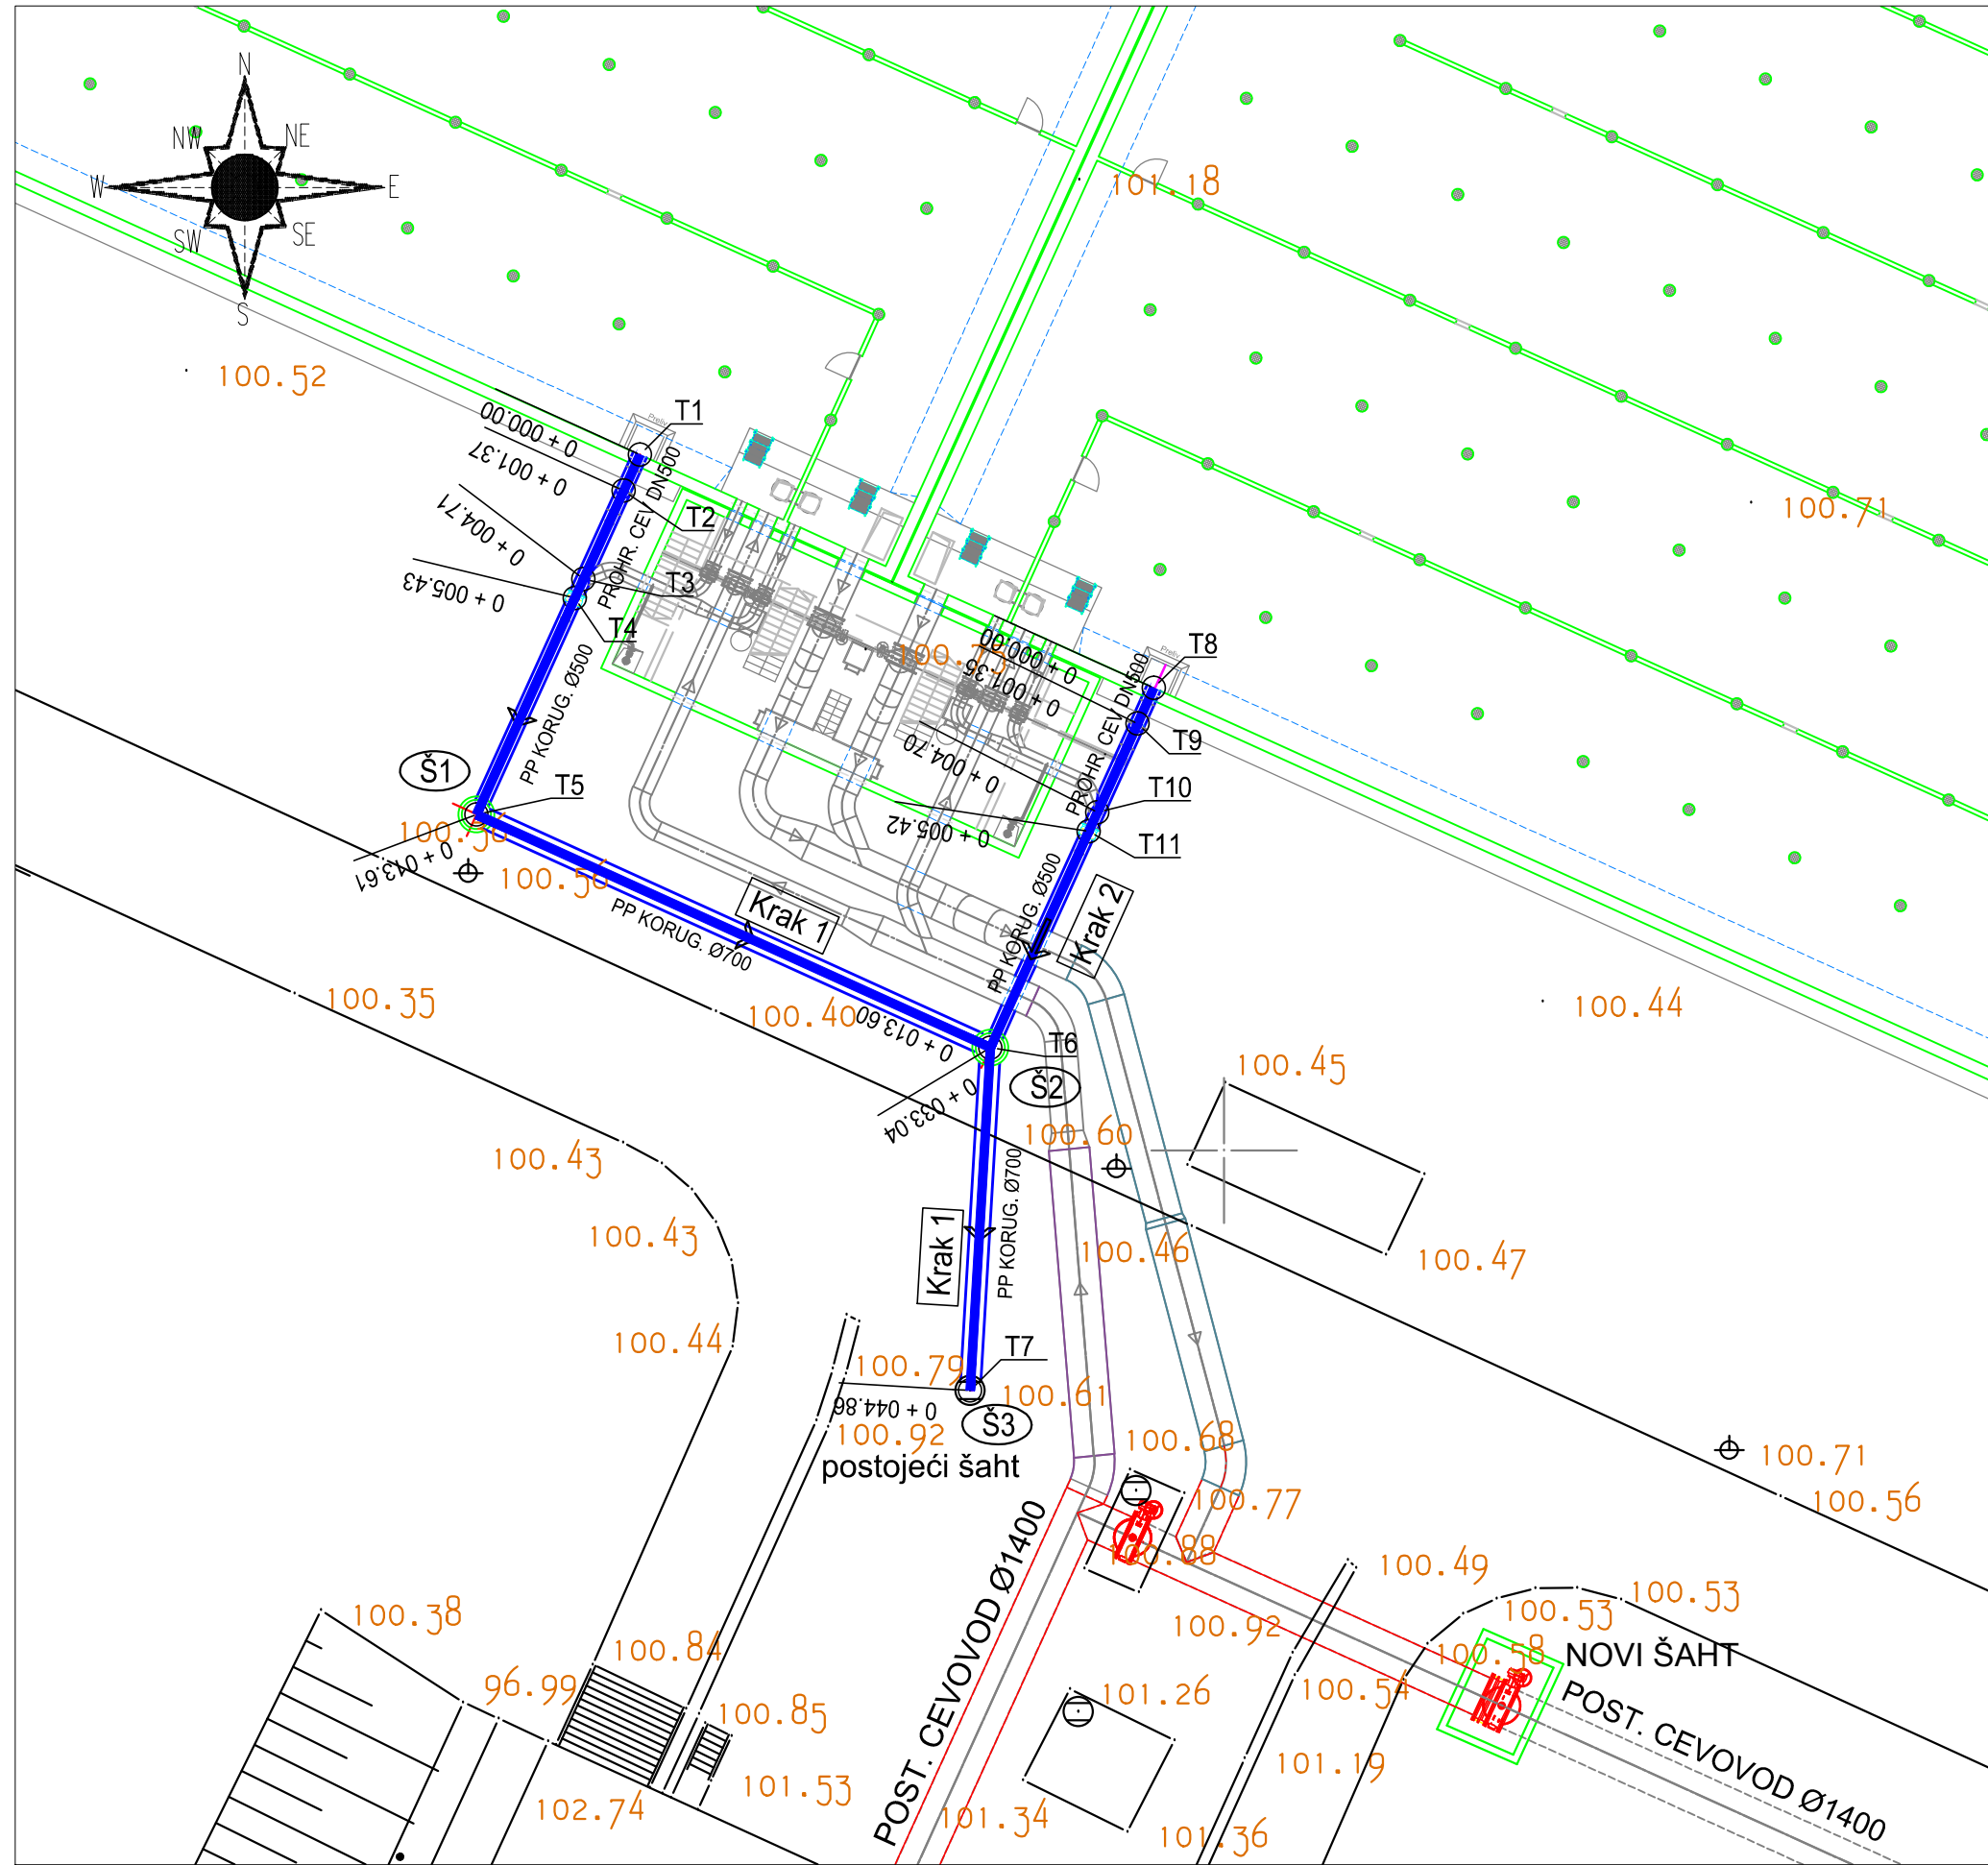 N
NW
NE
W
E
SW
SE
S
101.18
100.52
Preliv
T1
0 + 000.00
0 + 001.37
T2
0 + 004.71
T3
0 + 005.43
T4
PROHR. CEV DN500
PP KORUG. Ø500
100.71
Preliv
T8
0 + 000.00
0 + 001.35
T9
0 + 004.70
T10
0 + 005.42
T11
PROHR. CEV DN500
PP KORUG. Ø500
Krak 2
Š1
T5
100.56
0 + 013.61
Krak 1
PP KORUG. Ø700
100.35
100.40
0 + 013.60
T6
Š2
0 + 033.04
100.44
100.45
100.60
100.43
100.43
100.46
100.47
Krak 1
PP KORUG. Ø700
100.44
100.79
T7
100.61
0 + 044.86
Š3
100.92
postojeći šaht
100.68
100.71
100.77
100.56
POST. CEVOVOD Ø1400
100.88
100.49
100.53
100.53
100.38
100.92
100.58
NOVI ŠAHT
100.84
96.99
100.54
101.26
POST. CEVOVOD Ø1400
100.85
101.19
101.53
102.74
101.34
101.36